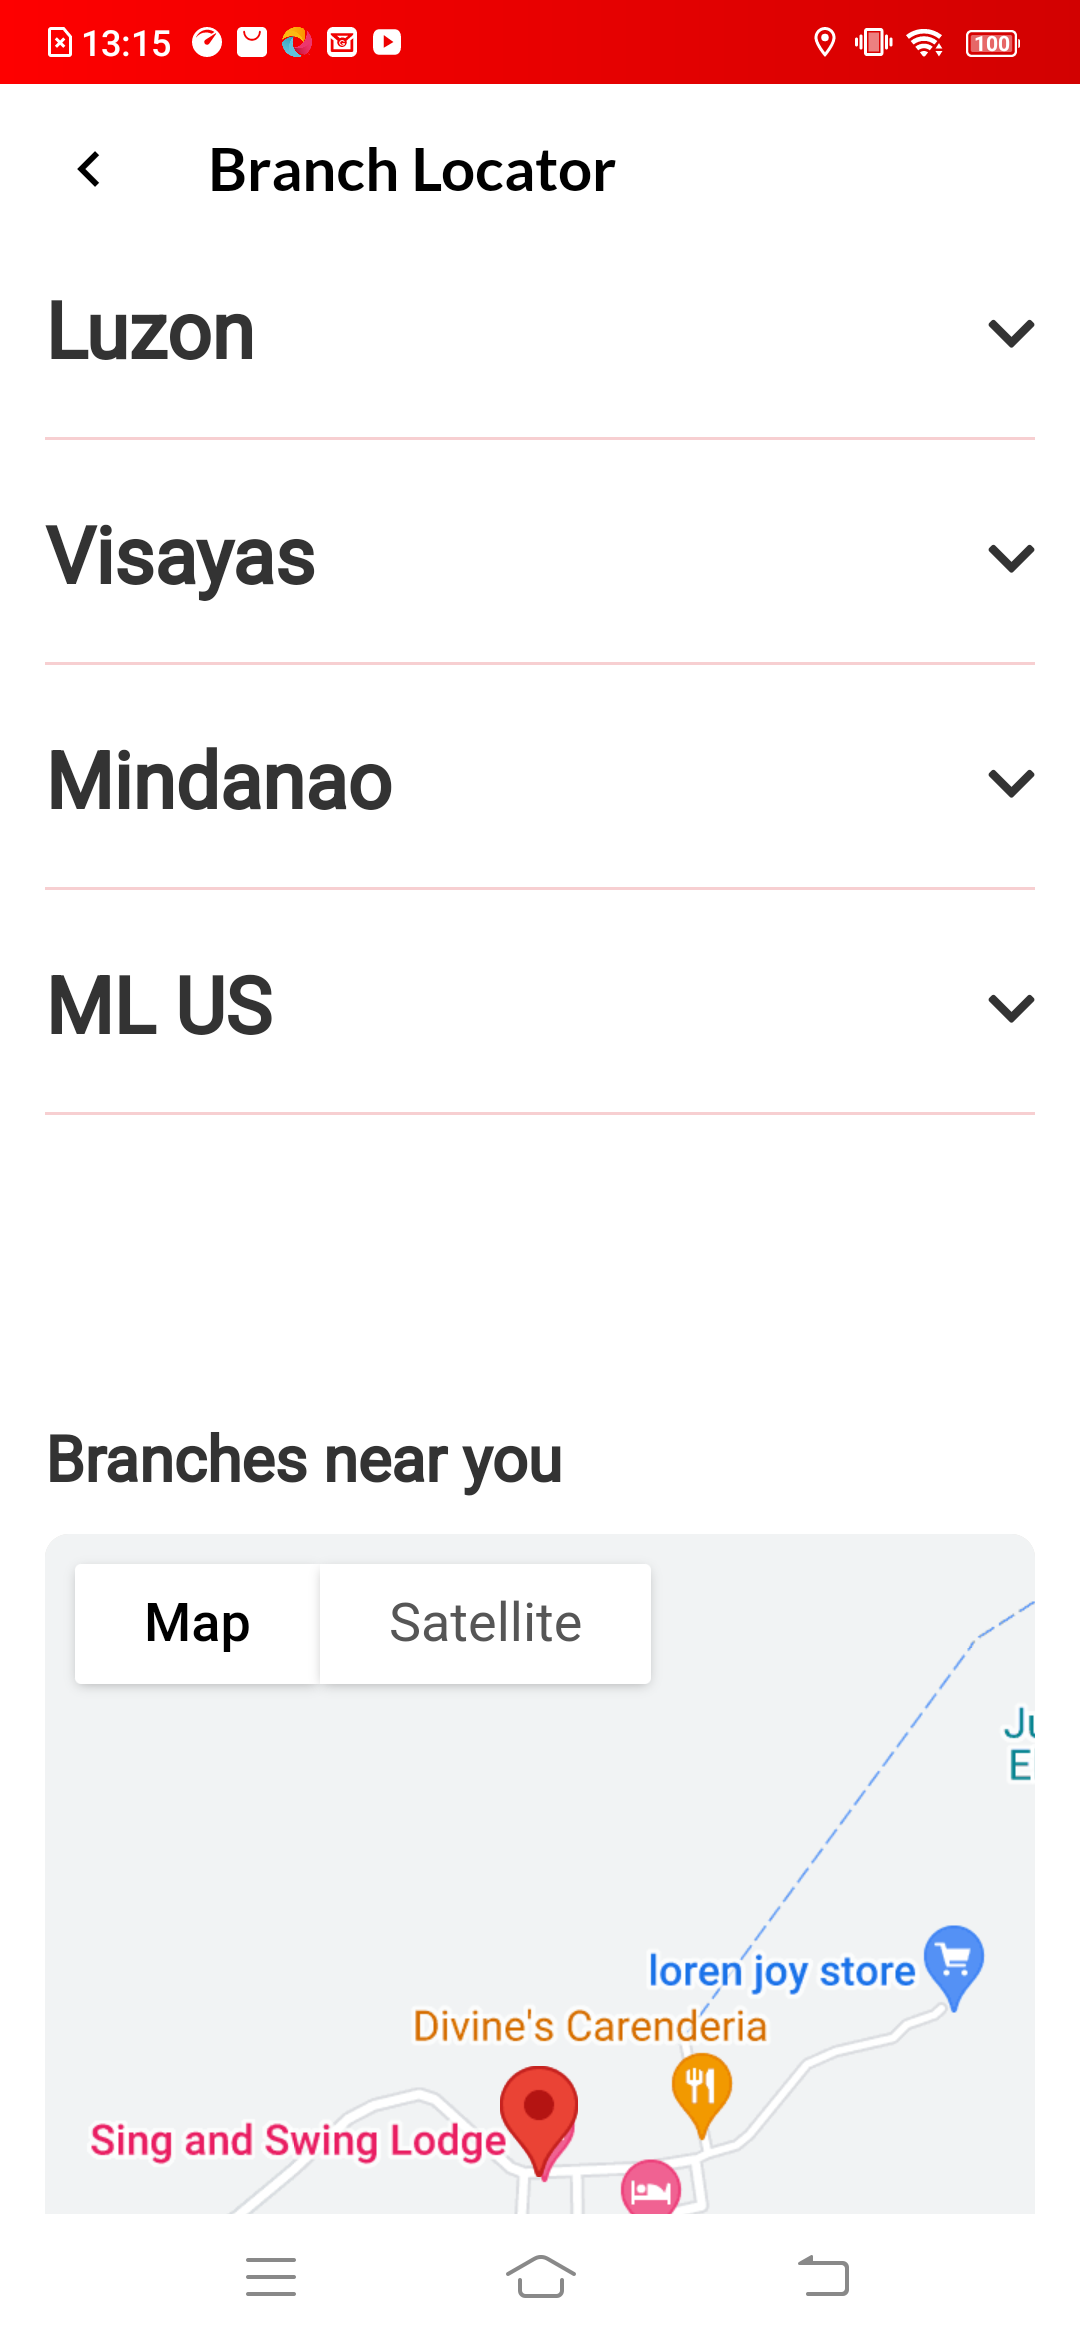 13:15
100
Branch Locator
Luzon
Visayas
Mindanao
ML US
Branches near you
Map
Satellite
Ju
E
loren joy store
Divine's Carenderia
Sing and Swing Lodge